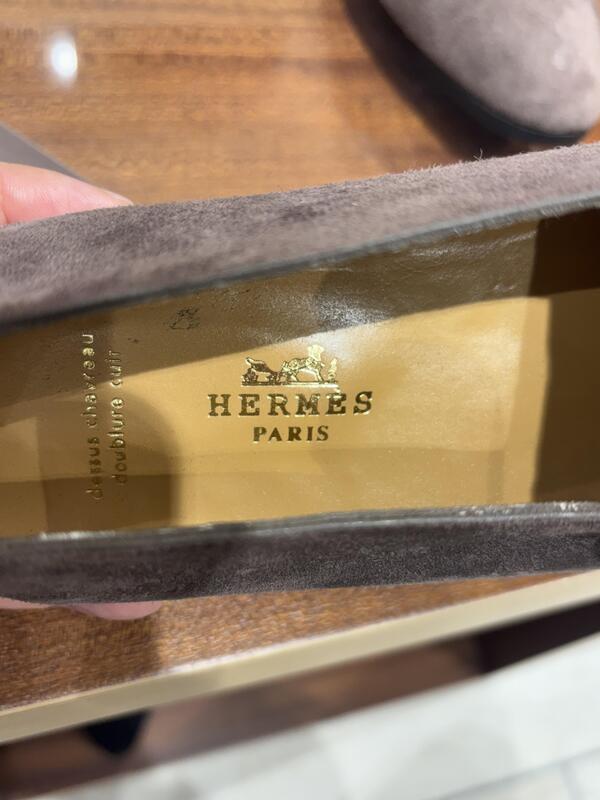 HERMES
PARIS
dessus chevreau
doublure cuir